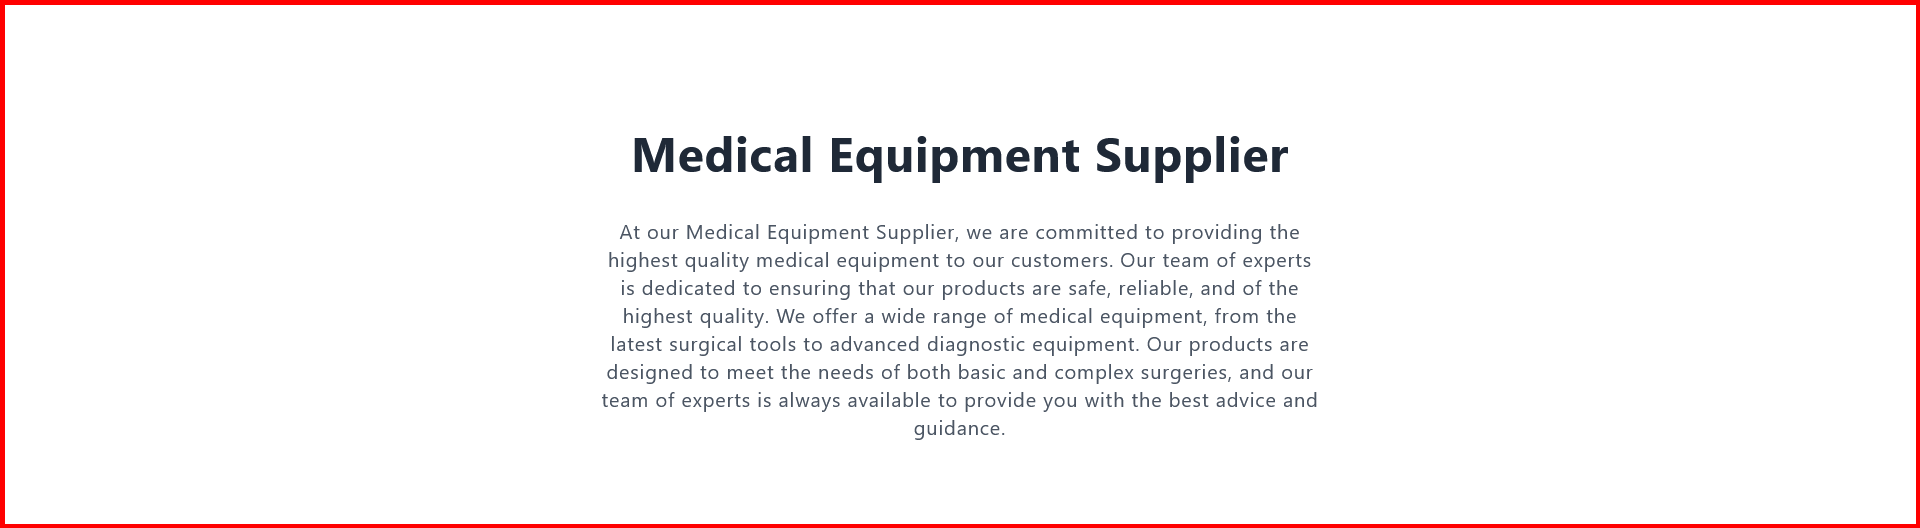 Medical Equipment Supplier
At our Medical Equipment Supplier, we are committed to providing the
highest quality medical equipment to our customers. Our team of experts
is dedicated to ensuring that our products are safe, reliable, and of the
highest quality. We offer a wide range of medical equipment, from the
latest surgical tools to advanced diagnostic equipment. Our products are
designed to meet the needs of both basic and complex surgeries, and our
team of experts is always available to provide you with the best advice and
guidance.